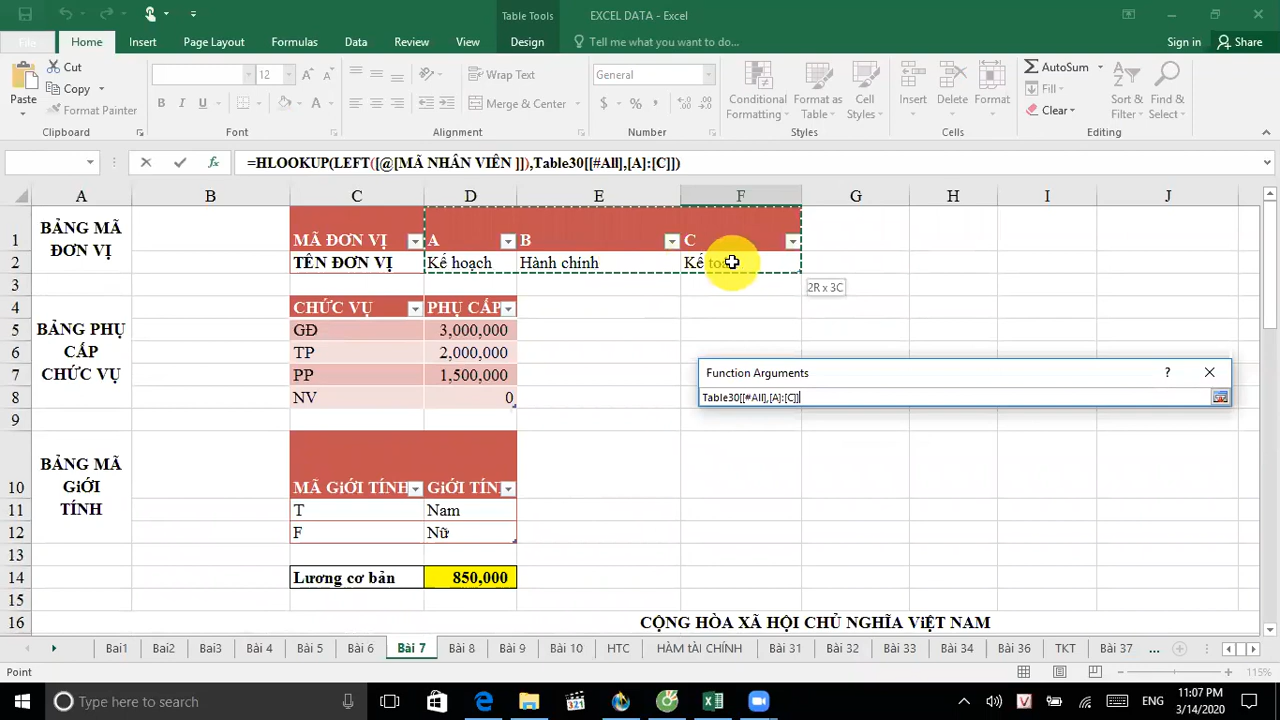 Table Tools
EXCEL DATA - Excel
File Home Insert Page Layout Formulas Data Review View Design Tell me what you want to do... Sign in Share
Cut
Copy
Format Painter
Paste
12
Wrap Text
Merge & Center
General
$ % ,
B I U
Conditional Formatting
Format as Table
Cell Styles
Insert Delete Format
AutoSum
Fill
Clear
Sort & Filter
Find & Select
Clipboard Font Alignment Number Styles Cells Editing
fx =HLOOKUP(LEFT([@[MÃ NHÂN VIÊN ]]),Table30[[#All],[A]:[C]])
A B C D E F G H I J
1 BẢNG MÃ ĐƠN VỊ MÃ ĐƠN VỊ A B C
2 TÊN ĐƠN VỊ Kế hoạch Hành chính Kế
3 2R x 3C
4 CHỨC VỤ PHỤ CẤP
5 BẢNG PHỤ CẤP CHỨC VỤ GĐ 3,000,000
6 TP 2,000,000
7 PP 1,500,000
8 NV 0
9
Function Arguments ?
Table30[[#All],[A]:[C]]
10 BẢNG MÃ GiỚI TÍNH MÃ GiỚI TÍNH GiỚI TÍN
11 T Nam
12 F Nữ
13
14 Lương cơ bản 850,000
15
16 CỘNG HÒA XÃ HỘI CHỦ NGHĨA ViỆT NAM
... Bai1 Bài2 Bai3 Bài 4 Bài 5 Bài 6 Bài 7 Bài 8 Bài 9 Bài 10 HTC HÀM tÀI CHÍNH Bài 31 Bài 32 Bài 33 Bài 34 Bài 36 TKT Bài 37 ...
Point 115%
Type here to search ENG 11:07 PM
3/14/2020